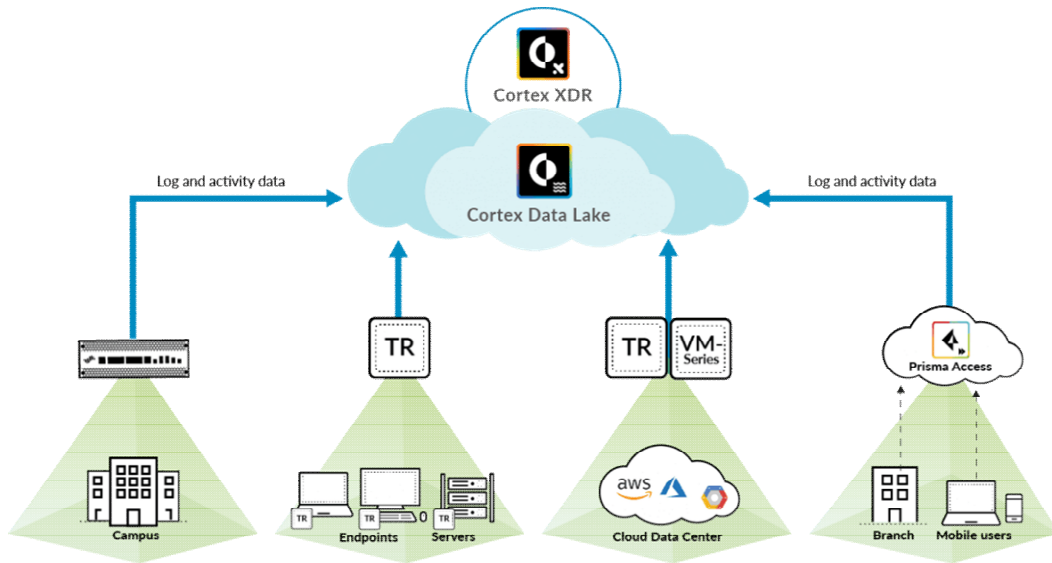 Cortex XDR
Cortex Data Lake
Log and activity data
Log and activity data
TR
TR
VM-
Series
Prisma Access
Campus
TR
TR
TR
Endpoints
Servers
aws
Cloud Data Center
Branch
Mobile users